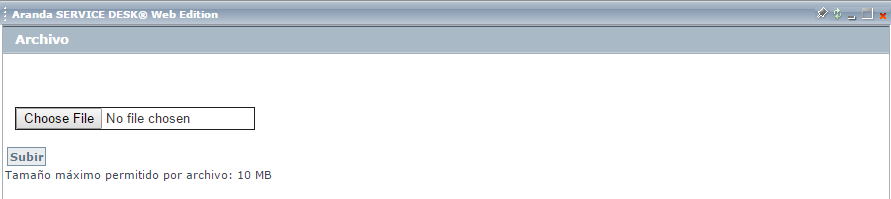 Aranda SERVICE DESK® Web Edition
Archivo
Choose File No file chosen
Subir
Tamaño máximo permitido por archivo: 10 MB